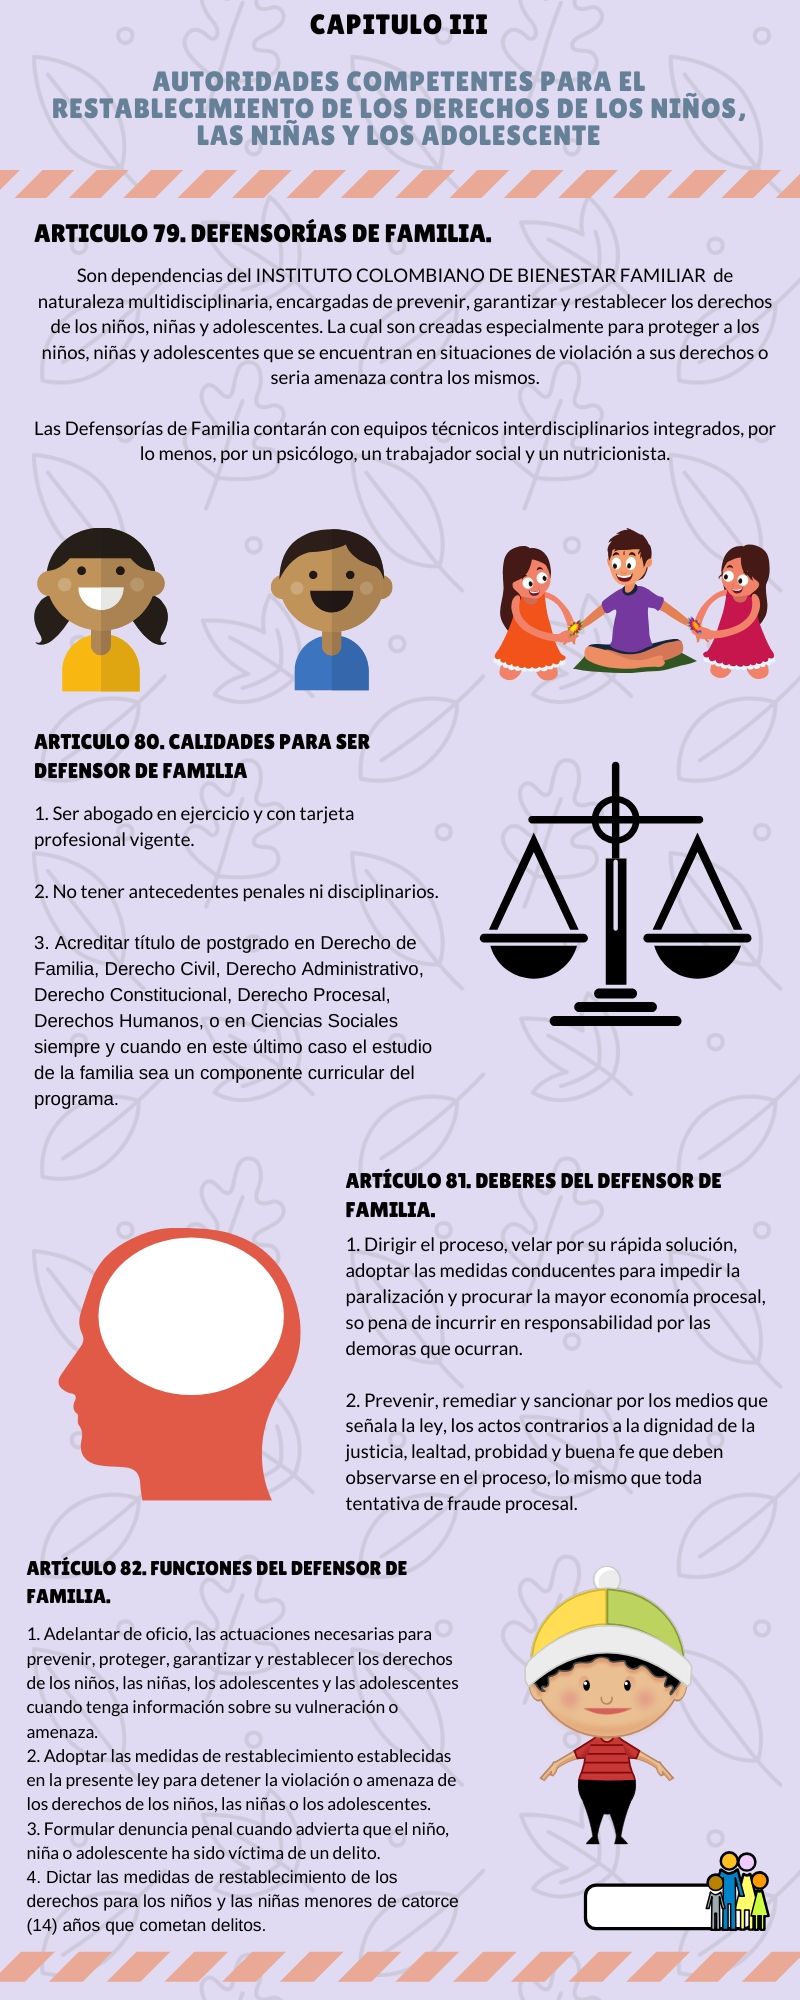 CAPITULO III
AUTORIDADES COMPETENTES PARA EL
RESTABLECIMIENTO DE LOS DERECHOS DE LOS NIÑOS,
LAS NIÑAS Y LOS ADOLESCENTE
ARTICULO 79. DEFENSORÍAS DE FAMILIA.
Son dependencias del INSTITUTO COLOMBIANO DE BIENESTAR FAMILIAR de
naturaleza multidisciplinaria, encargadas de prevenir, garantizar y restablecer los derechos
de los niños, niñas y adolescentes. La cual son creadas especialmente para proteger a los
niños, niñas y adolescentes que se encuentran en situaciones de violación a sus derechos o
seria amenaza contra los mismos.
Las Defensorías de Familia contarán con equipos técnicos interdisciplinarios integrados, por
lo menos, por un psicólogo, un trabajador social y un nutricionista.
ARTICULO 80. CALIDADES PARA SER
DEFENSOR DE FAMILIA
1. Ser abogado en ejercicio y con tarjeta
profesional vigente.
2. No tener antecedentes penales ni disciplinarios.
3. Acreditar título de postgrado en Derecho de
Familia, Derecho Civil, Derecho Administrativo,
Derecho Constitucional, Derecho Procesal,
Derechos Humanos, o en Ciencias Sociales
siempre y cuando en este último caso el estudio
de la familia sea un componente curricular del
programa.
ARTÍCULO 81. DEBERES DEL DEFENSOR DE
FAMILIA.
1. Dirigir el proceso, velar por su rápida solución,
adoptar las medidas conducentes para impedir la
paralización y procurar la mayor economía procesal,
so pena de incurrir en responsabilidad por las
demoras que ocurran.
2. Prevenir, remediar y sancionar por los medios que
señala la ley, los actos contrarios a la dignidad de la
justicia, lealtad, probidad y buena fe que deben
observarse en el proceso, lo mismo que toda
tentativa de fraude procesal.
ARTÍCULO 82. FUNCIONES DEL DEFENSOR DE
FAMILIA.
1. Adelantar de oficio, las actuaciones necesarias para
prevenir, proteger, garantizar y restablecer los derechos
de los niños, las niñas, los adolescentes y las adolescentes
cuando tenga información sobre su vulneración o
amenaza.
2. Adoptar las medidas de restablecimiento establecidas
en la presente ley para detener la violación o amenaza de
los derechos de los niños, las niñas o los adolescentes.
3. Formular denuncia penal cuando advierta que el niño,
niña o adolescente ha sido víctima de un delito.
4. Dictar las medidas de restablecimiento de los
derechos para los niños y las niñas menores de catorce
(14) años que cometan delitos.